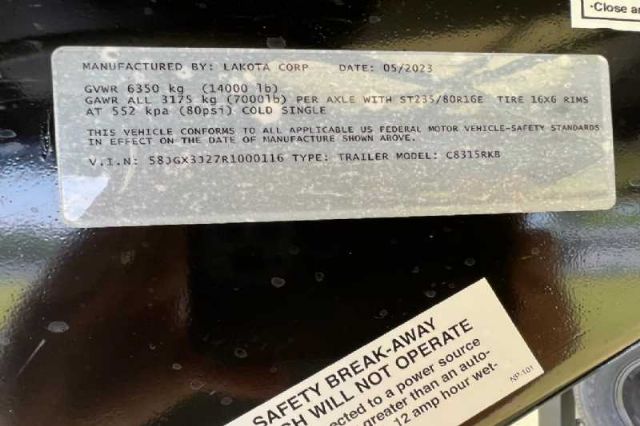 -Close a
MANUFACTURED BY: LAKOTA CORP DATE: 05/2023
GVWR 6350 kg (14000 lb)
GAWR ALL 3175 kg (7000lb) PER AXLE WITH ST235/80R16E TIRE 16X6 RIMS
AT 552 kpa (80psi) COLD SINGLE
THIS VEHICLE CONFORMS TO ALL APPLICABLE US FEDERAL MOTOR VEHICLE-SAFETY STANDARDS
IN EFFECT ON THE DATE OF MANUFACTURE SHOWN ABOVE.
V.I.N: 58JGX3J27R1000116 TYPE: TRAILER MODEL: C8315RKB
SAFETY BREAK-AWAY
CH WILL NOT OPERATE
ected to a power source
greater than an auto-
12 amp hour wet-
NP-101